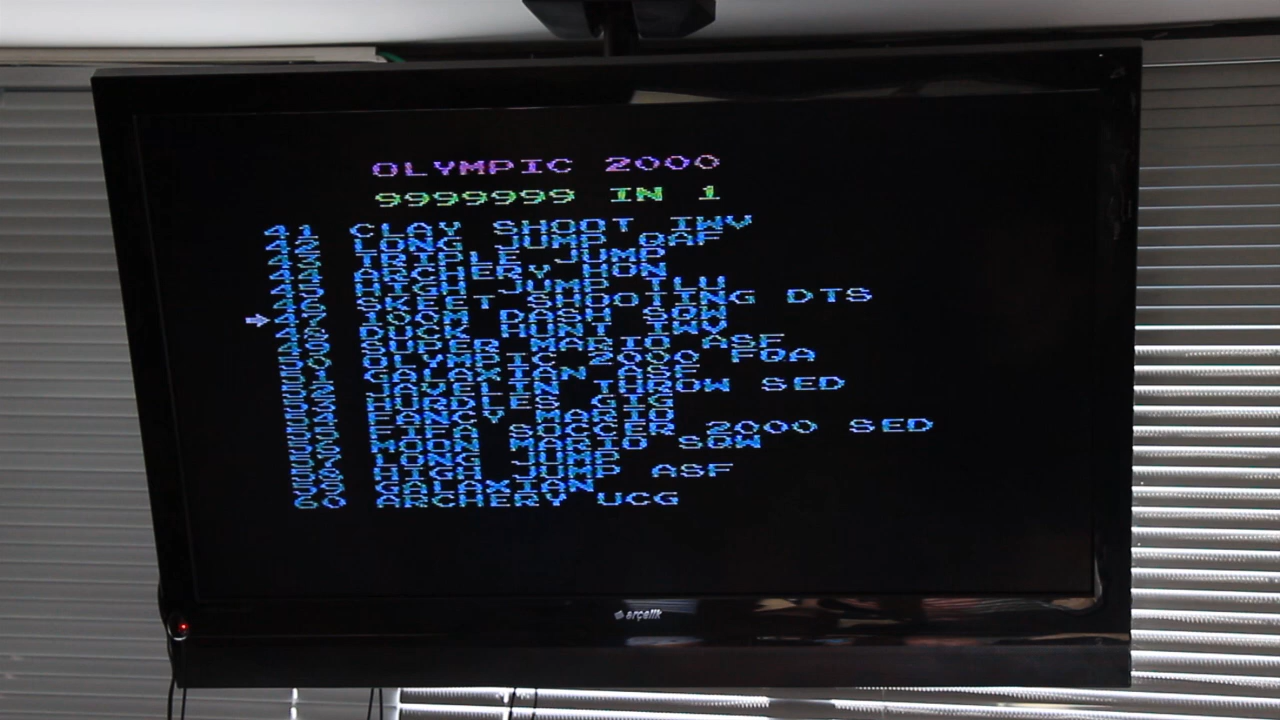 OLYMPIC 2000
9999999 IN 1
41 CLAY SHOOT IWV
42 LONG JUMP QAF
43 TRIPLE JUMP
44 ARCHERY HON
45 HIGH JUMP TLU
46 SKEET SHOOTING DTS
47 100M DASH SQW
48 DUCK HUNT IWV
49 SUPER MARIO ASF
50 OLYMPIC 2000 FQA
51 GALAXIAN ASF
52 JAVELIN THROW SED
53 HURDLES GIG
54 FANCY MARIO
55 FIFA SOCCER 2000 SED
56 MOON MARIO SQW
57 LONG JUMP
58 HIGH JUMP ASF
59 GALAXIAN
60 ARCHERY UCG
arçelik